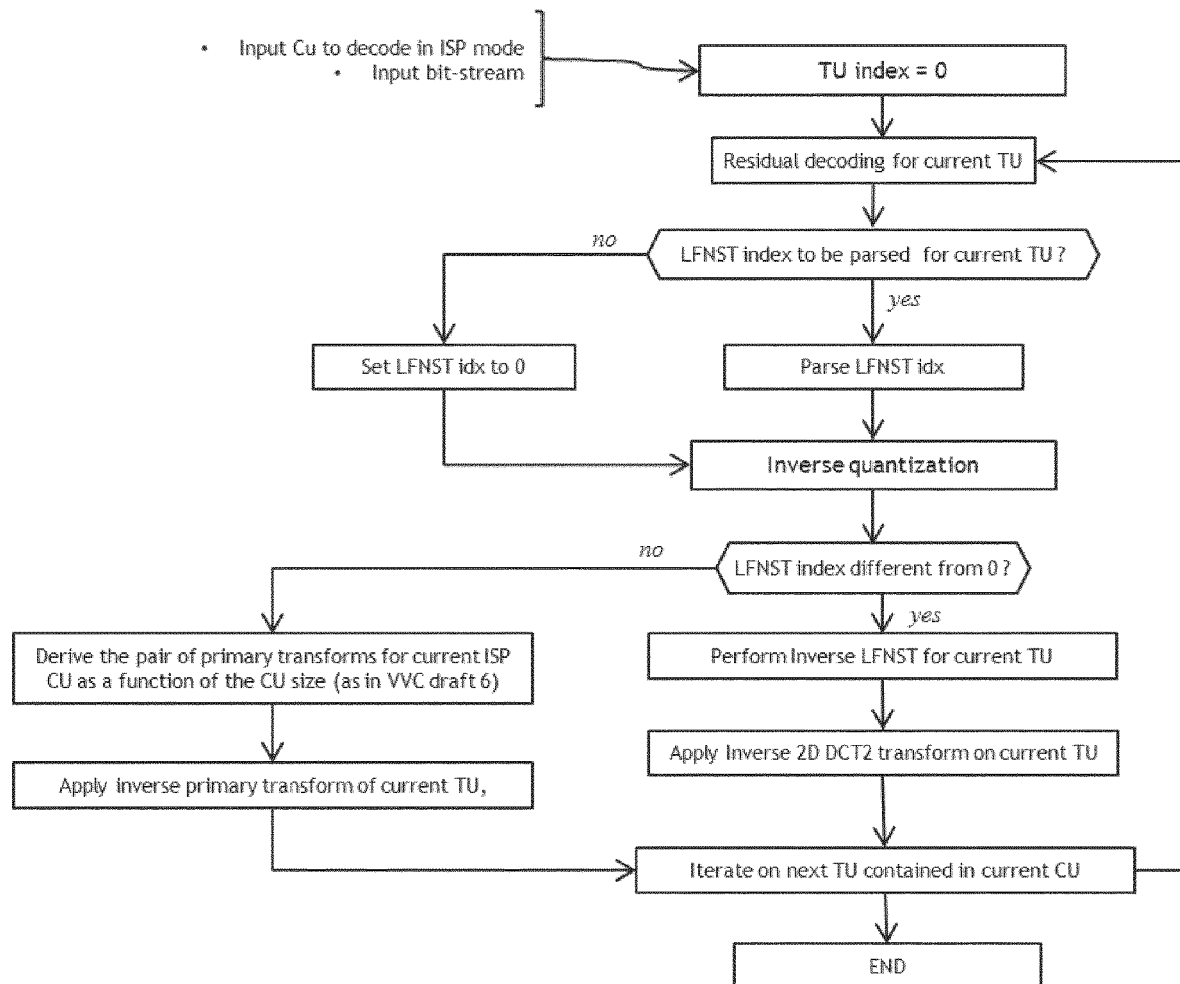 • Input Cu to decode in ISP mode
• Input bit-stream
TU index = 0
Residual decoding for current TU
no
LFNST index to be parsed for current TU ?
yes
Set LFNST idx to 0
Parse LFNST idx
Inverse quantization
no
LFNST index different from 0 ?
yes
Derive the pair of primary transforms for current ISP
CU as a function of the CU size (as in VVC draft 6)
Perform Inverse LFNST for current TU
Apply Inverse 2D DCT2 transform on current TU
Apply inverse primary transform of current TU,
Iterate on next TU contained in current CU
END